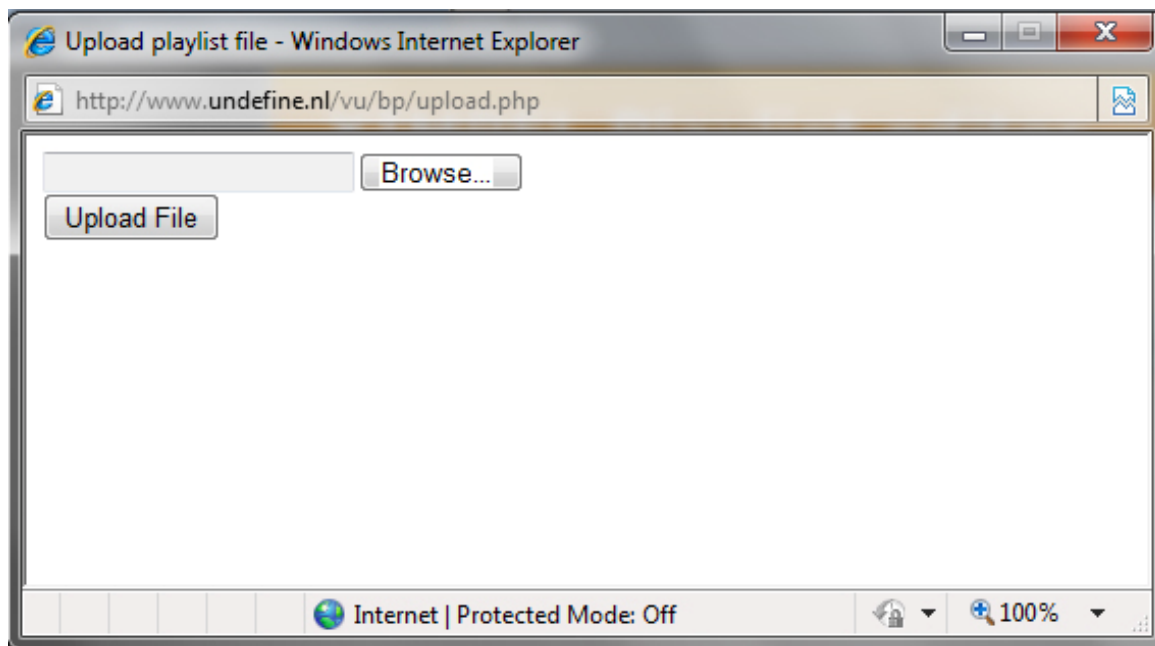 Upload playlist file - Windows Internet Explorer
http://www.undefine.nl/vu/bp/upload.php
Browse...
Upload File
Internet | Protected Mode: Off
100%